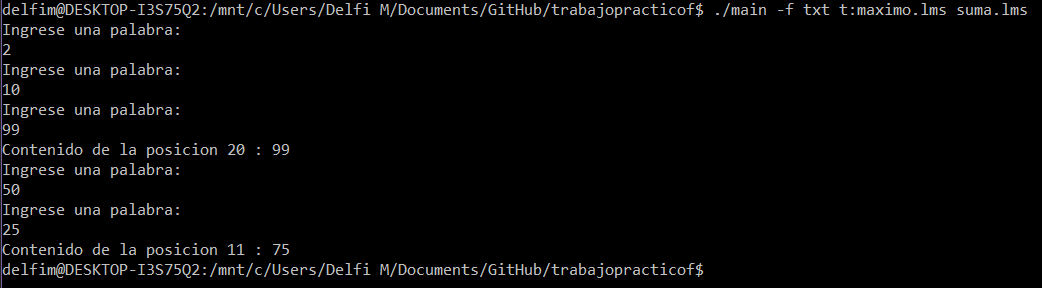 delfim@DESKTOP-I3S75Q2:/mnt/c/Users/Delfi M/Documents/GitHub/trabajopracticof$ ./main -f txt t:maximo.lms suma.lms
Ingrese una palabra:
2
Ingrese una palabra:
10
Ingrese una palabra:
99
Contenido de la posicion 20 : 99
Ingrese una palabra:
50
Ingrese una palabra:
25
Contenido de la posicion 11 : 75
delfim@DESKTOP-I3S75Q2:/mnt/c/Users/Delfi M/Documents/GitHub/trabajopracticof$